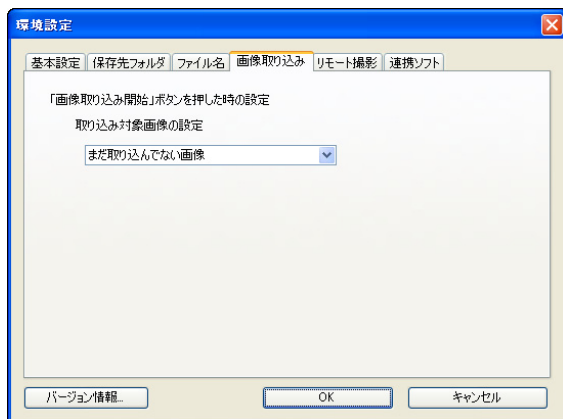 環境設定
基本設定 保存先フォルダ ファイル名 画像取り込み リモート撮影 連携ソフト
「画像取り込み開始」ボタンを押した時の設定
取り込み対象画像の設定
まだ取り込んでない画像
バージョン情報... OK キャンセル